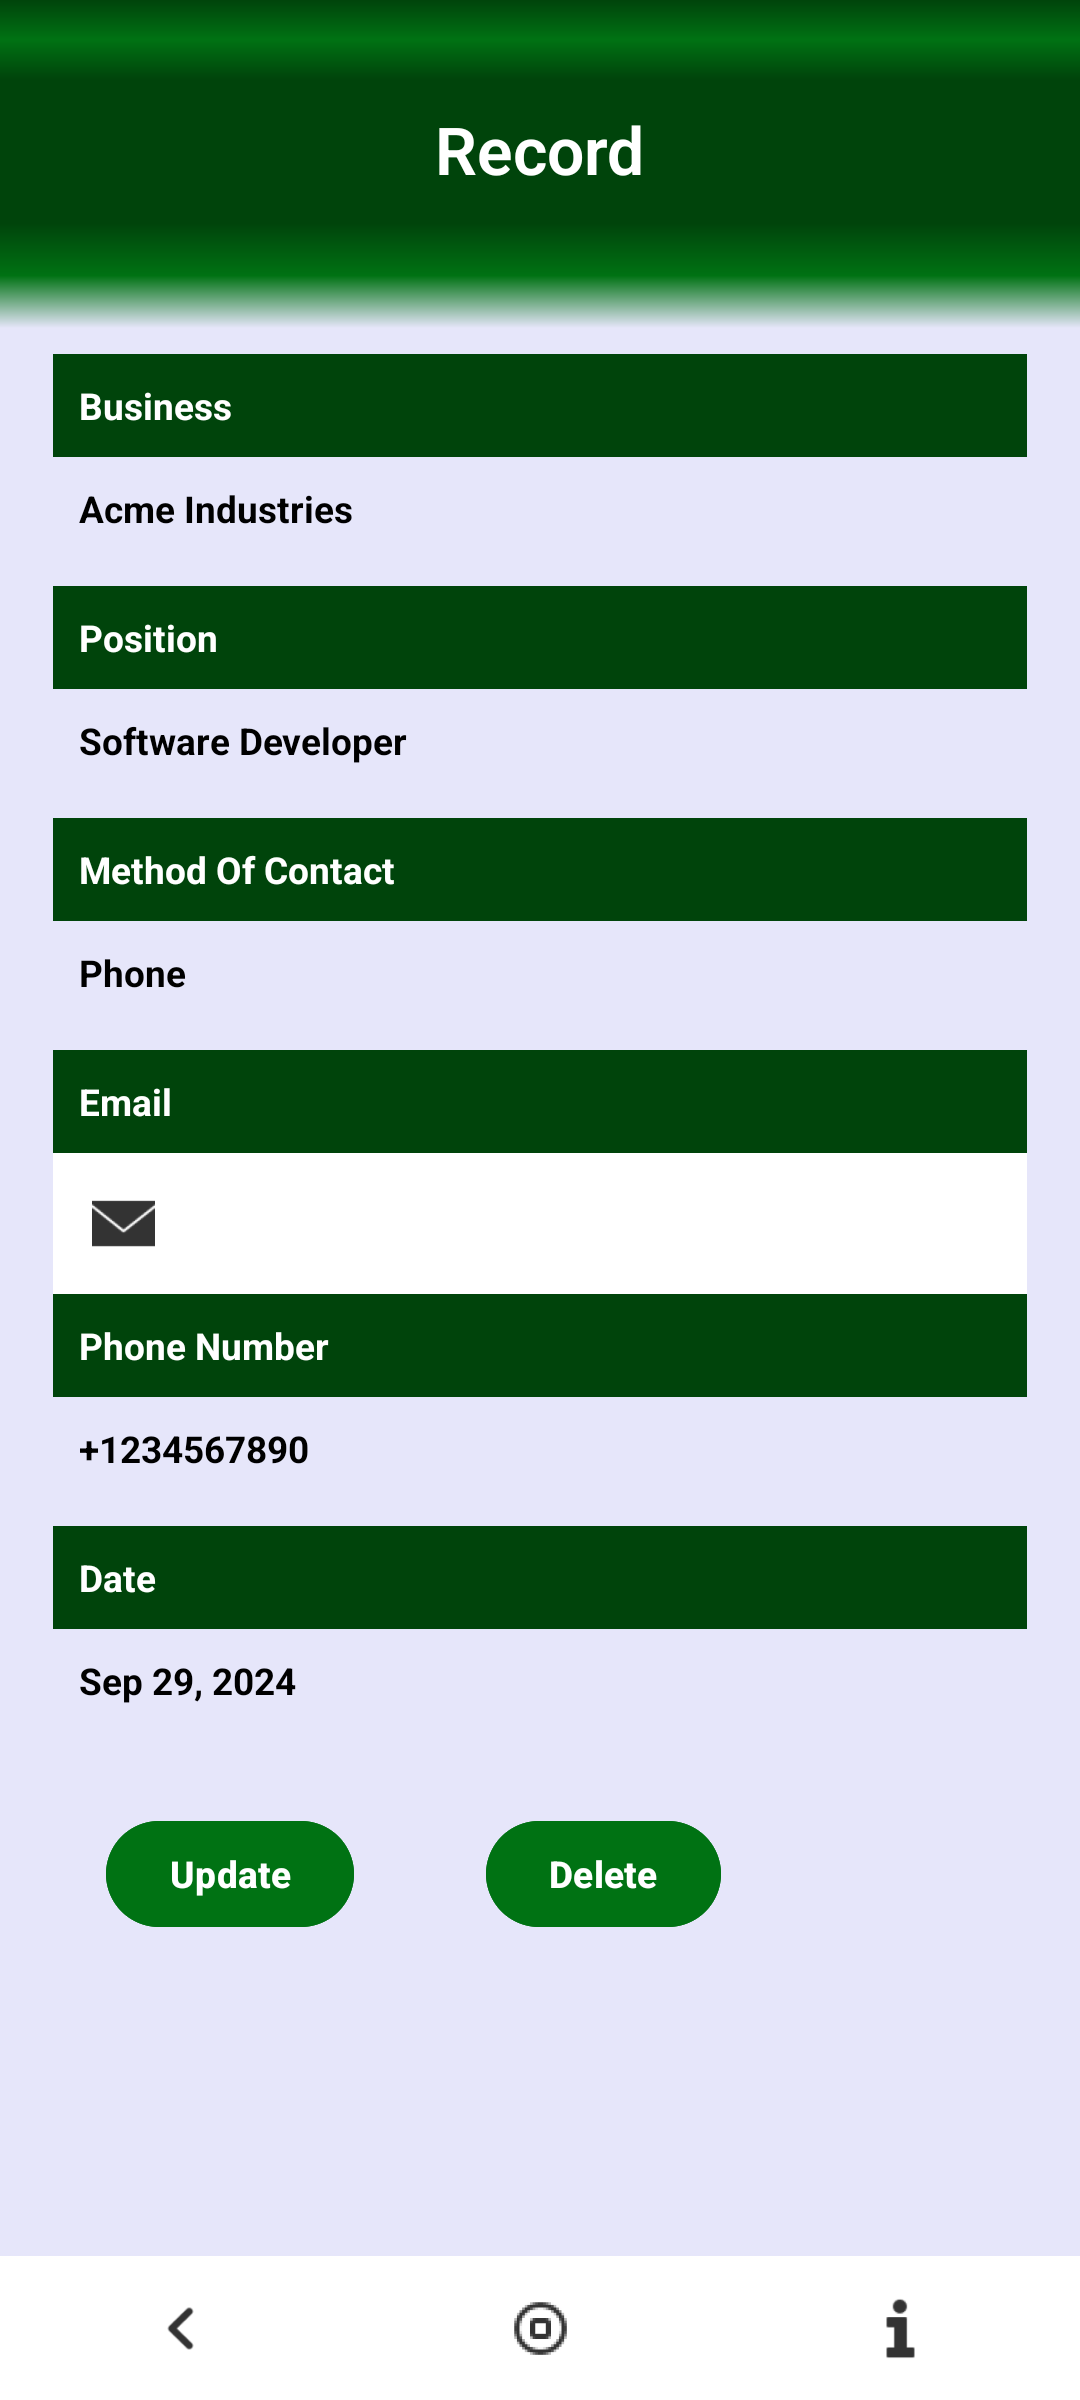 Record
Business
Acme Industries
Position
Software Developer
Method Of Contact
Phone
Email
Phone Number
+1234567890
Date
Sep 29, 2024
Update
Delete